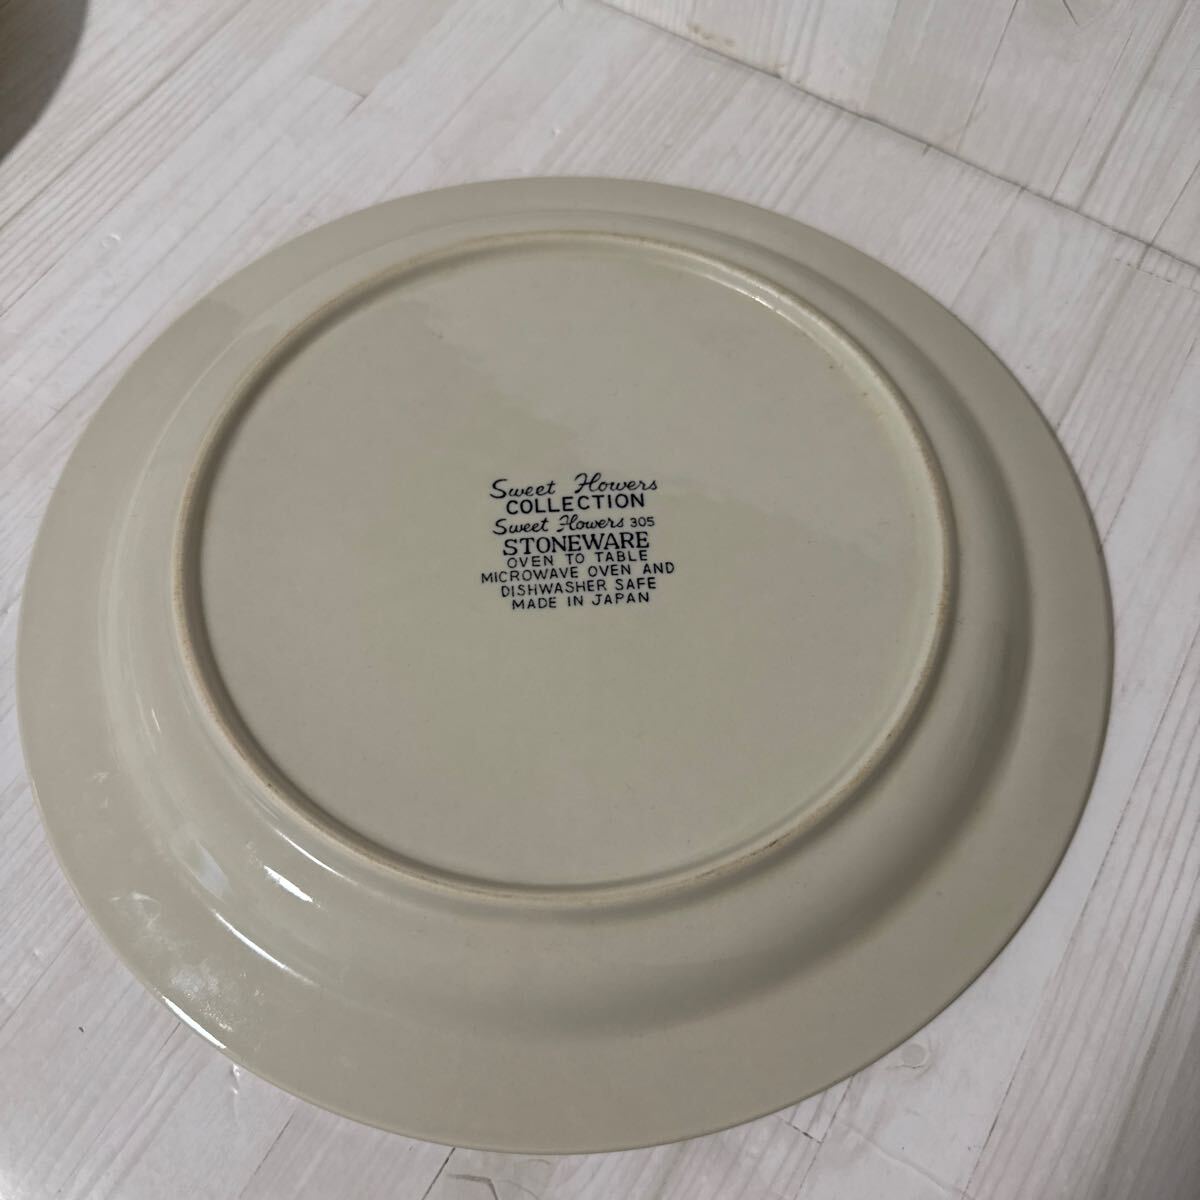 Sweet Flowers
COLLECTION
Sweet Flowers 305
STONEWARE
OVEN TO TABLE
MICROWAVE OVEN AND
DISHWASHER SAFE
MADE IN JAPAN